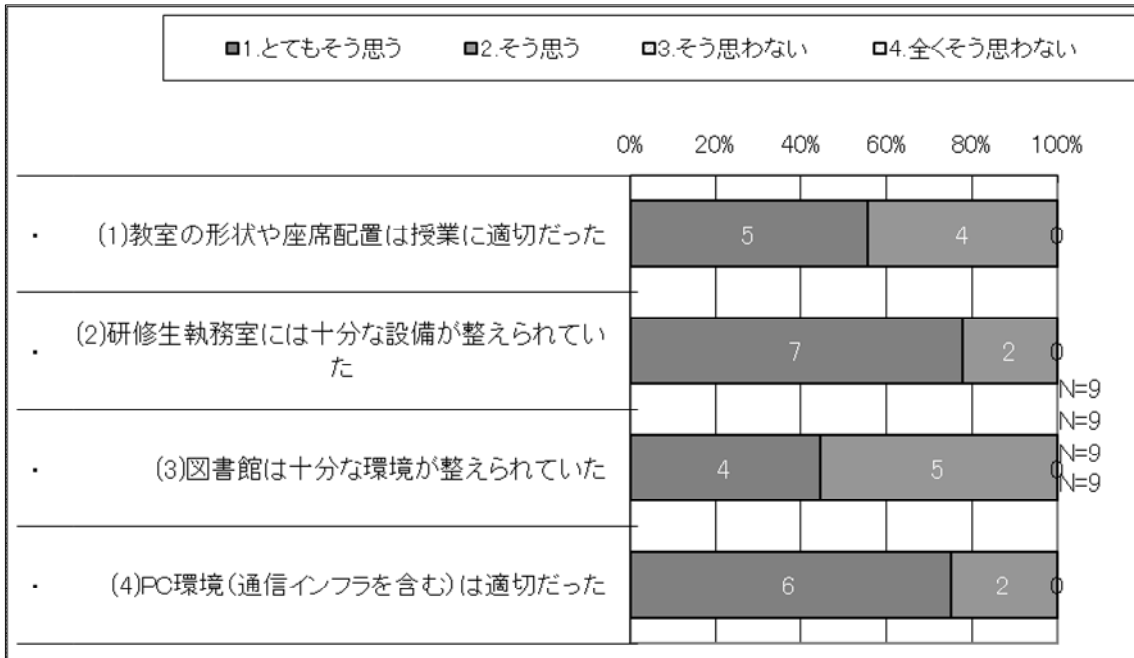 ■1.とてもそう思う ■2.そう思う □3.そう思わない □4.全くそう思わない
0% 20% 40% 60% 80% 100%
・ (1)教室の形状や座席配置は授業に適切だった 5 4 0
・ (2)研修生執務室には十分な設備が整えられてい
た 7 2 0
N=9
N=9
N=9
N=9
・ (3)図書館は十分な環境が整えられていた 4 5 0
・ (4)PC環境(通信インフラを含む)は適切だった 6 2 0